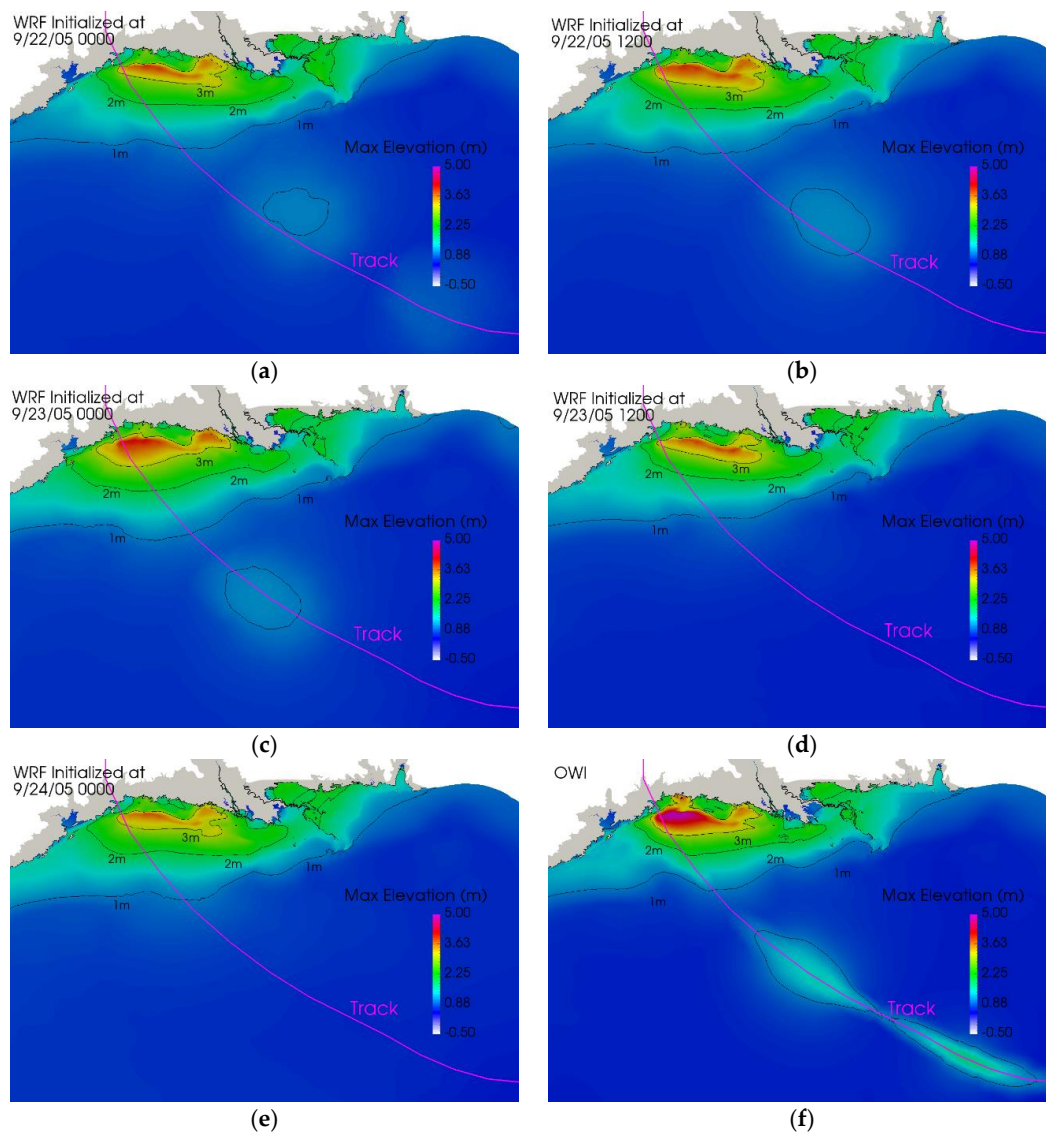 WRF Initialized at
9/22/05 0000
3m
2m
2m
1m
1m
Max Elevation (m)
5.00
3.63
2.25
0.88
-0.50
Track
(a)
WRF Initialized at
9/22/05 1200
3m
2m
2m
1m
1m
Max Elevation (m)
5.00
3.63
2.25
0.88
-0.50
Track
(b)
WRF Initialized at
9/23/05 0000
3m
2m
2m
1m
1m
Max Elevation (m)
5.00
3.63
2.25
0.88
-0.50
Track
(c)
WRF Initialized at
9/23/05 1200
3m
2m
2m
1m
1m
Max Elevation (m)
5.00
3.63
2.25
0.88
-0.50
Track
(d)
WRF Initialized at
9/24/05 0000
3m
2m
2m
1m
1m
Max Elevation (m)
5.00
3.63
2.25
0.88
-0.50
Track
(e)
OWI
3m
2m
2m
1m
1m
Max Elevation (m)
5.00
3.63
2.25
0.88
-0.50
Track
(f)